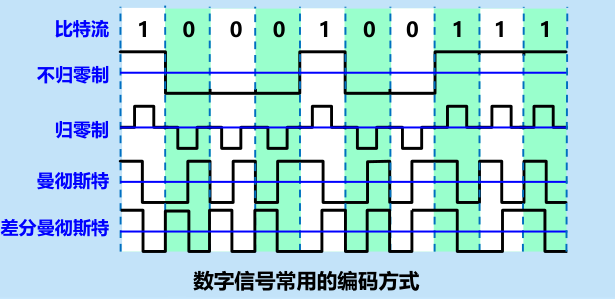 比特流 1 0 0 0 1 0 0 1 1 1
不归零制
归零制
曼彻斯特
差分曼彻斯特
数字信号常用的编码方式